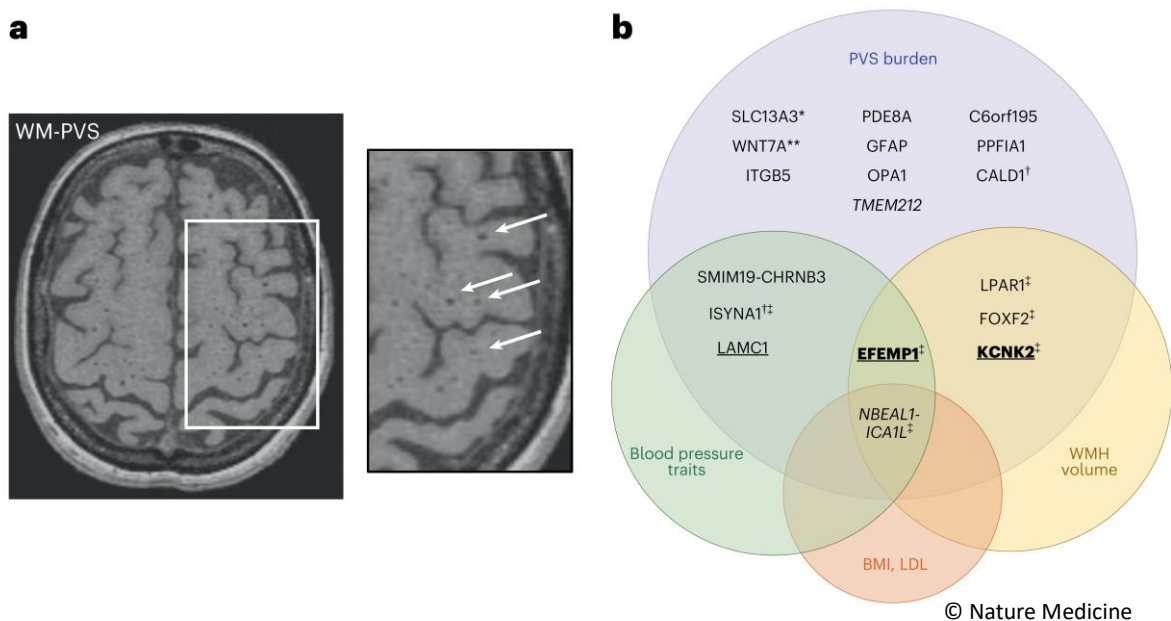 a
WM-PVS
b
PVS burden
SLC13A3* PDE8A C6orf195
WNT7A** GFAP PPFIA1
ITGB5 OPA1 CALD1†
TMEM212
SMIM19-CHRNB3
ISYNA1†‡
LAMC1
LPAR1‡
FOXF2‡
EFEMP1‡
KCNK2‡
NBEAL1-
ICA1L‡
Blood pressure
traits
WMH
volume
BMI, LDL
© Nature Medicine